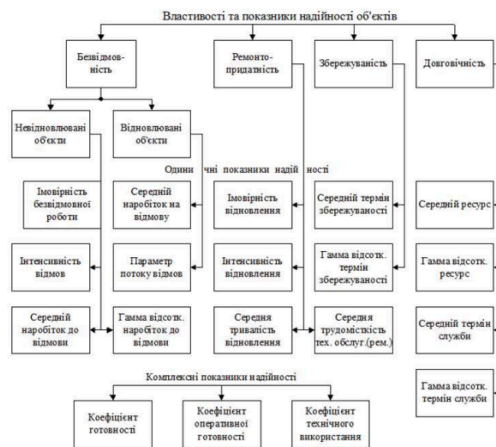 Властивості та показники надійності об'єктів
Безвідмов-
ність
Ремонто-
придатність
Збережуваність
Довговічність
Невідновлювані
об'єкти
Відновлювані
об'єкти
Одини чні показники надій ності
Імовірність
безвідмовної
роботи
Середній
наробіток на
відмову
Імовірність
відновлення
Середній термін
збережуваності
Середній ресурс
Інтенсивність
відмов
Параметр
потоку відмов
Інтенсивність
відновлення
Гамма відсотк.
термін
збережуваності
Гамма відсотк.
ресурс
Середній
наробіток до
відмови
Гамма відсотк.
наробіток до
відмови
Середня
тривалість
відновлення
Середня
трудомісткість
тех. обслуг.(рем.)
Середній термін
служби
Гамма відсотк.
термін служби
Комплексні показники надійності
Коефіцієнт
готовності
Коефіцієнт
оперативної
готовності
Коефіцієнт
технічного
використання